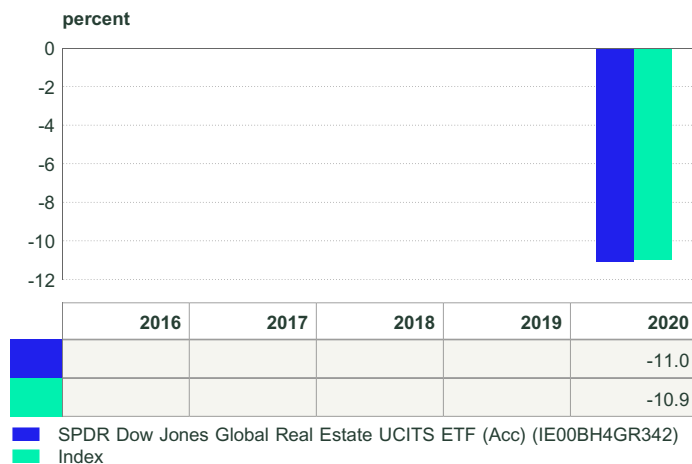 percent
0
-2
-4
-6
-8
-10
-12
2016 2017 2018 2019 2020
-11.0
-10.9
SPDR Dow Jones Global Real Estate UCITS ETF (Acc) (IE00BH4GR342)
Index